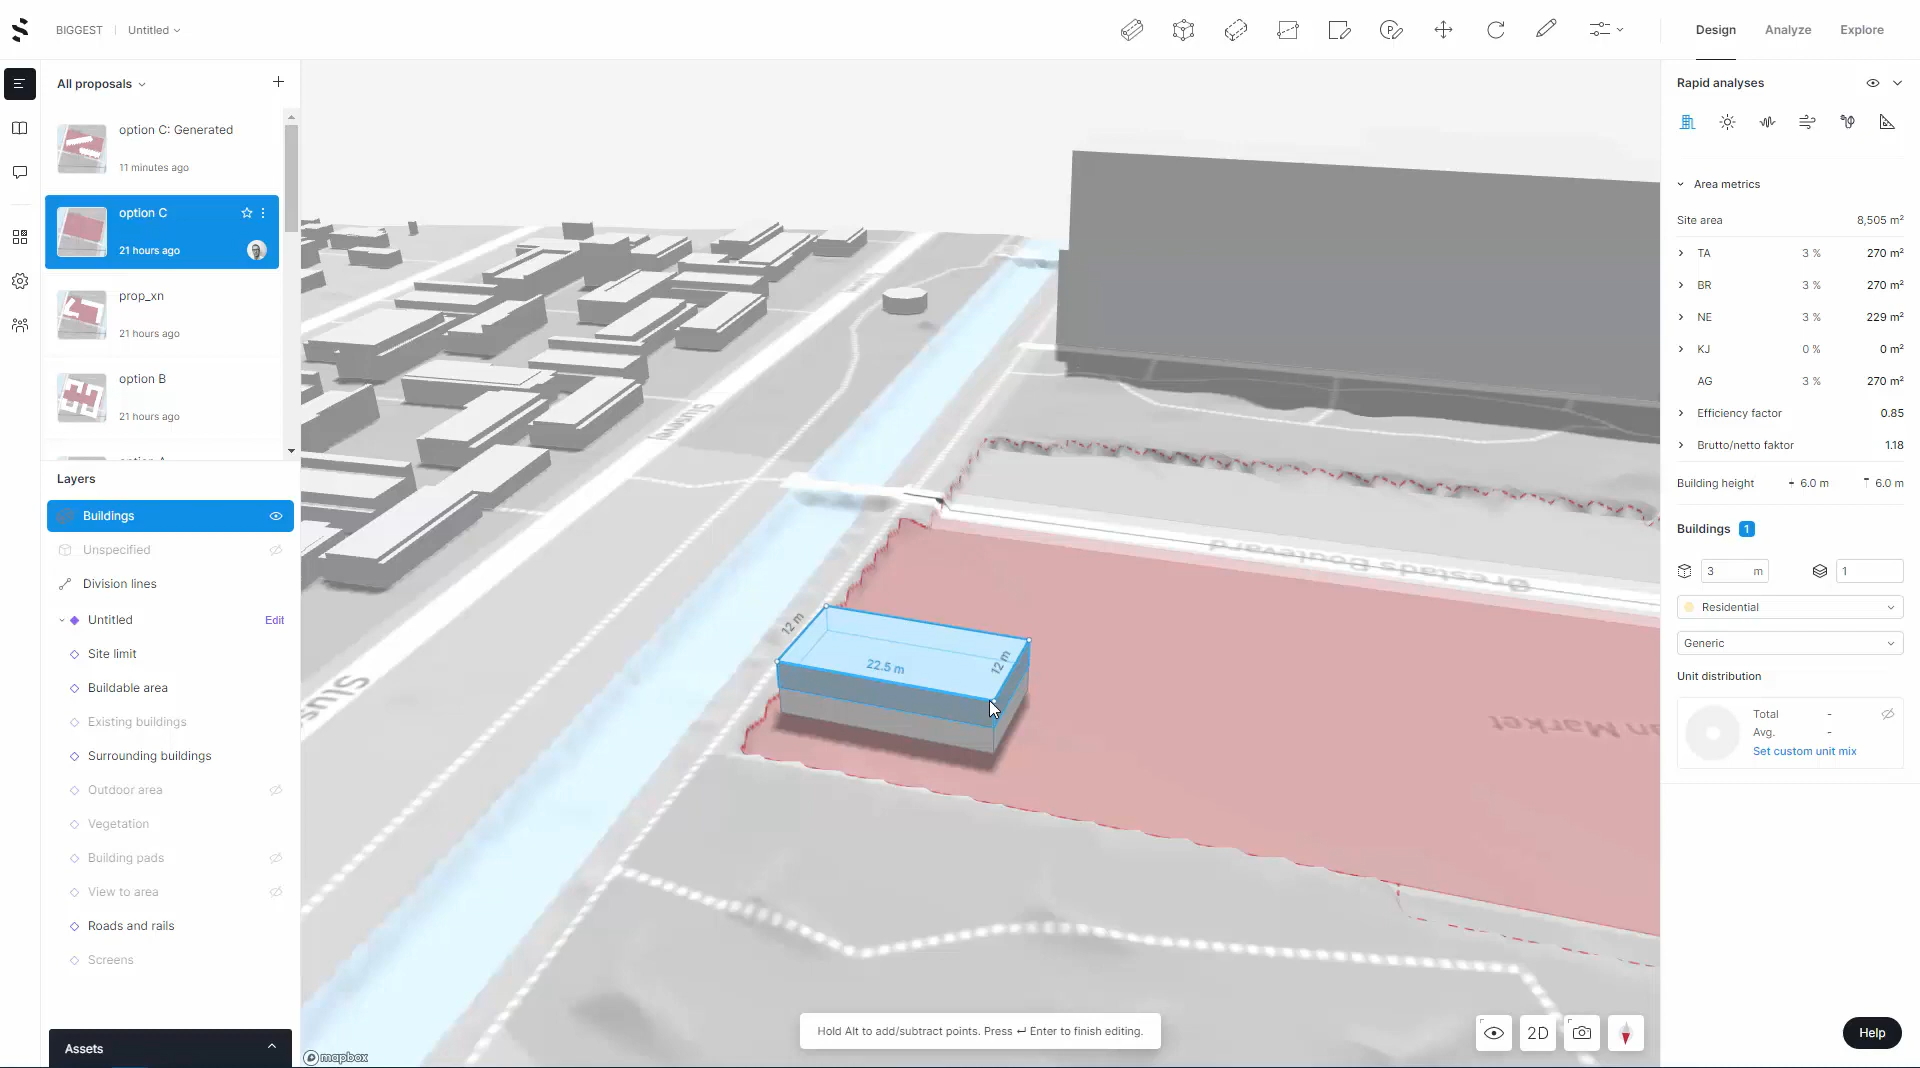 BIGGEST
Untitled
Design
Analyze
Explore
All proposals
option C: Generated
11 minutes ago
option C
21 hours ago
prop_xn
21 hours ago
option B
21 hours ago
Layers
Buildings
Unspecified
Division lines
Untitled
Edit
Site limit
Buildable area
Existing buildings
Surrounding buildings
Outdoor area
Vegetation
Building pads
View to area
Roads and rails
Screens
Assets
12 m
22.5 m
12 m
Ørestads Boulevard
Hold Alt to add/subtract points. Press ↵ Enter to finish editing.
mapbox
2D
Rapid analyses
Area metrics
Site area 8,505 m²
TA 3 % 270 m²
BR 3 % 270 m²
NE 3 % 229 m²
KJ 0 % 0 m²
AG 3 % 270 m²
Efficiency factor 0.85
Brutto/netto faktor 1.18
Building height 6.0 m 6.0 m
Buildings 1
3 m 1
Residential
Generic
Unit distribution
Total -
Avg. -
Set custom unit mix
Help